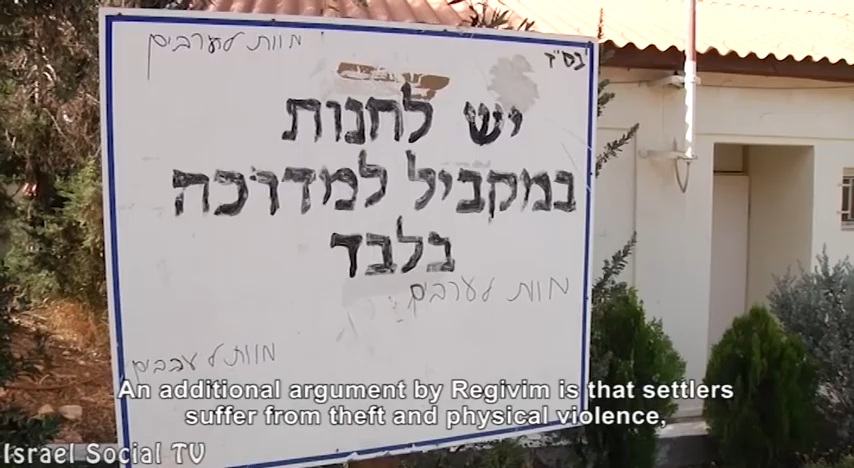 מוות לערבים
בס"ד
יש לחנות
במקביל למדרכה
בלבד
מוות לערבים
מוות לערבים
An additional argument by Regivim is that settlers
suffer from theft and physical violence,
Israel Social TV